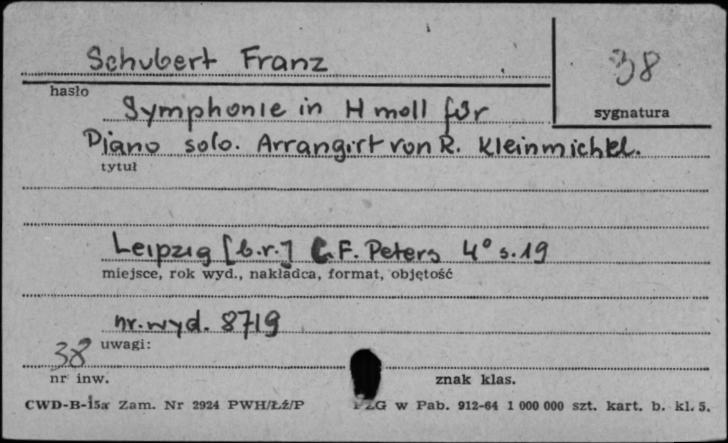 Schubert Franz
38
hasło
sygnatura
Symphonie in H moll für
Piano solo. Arrangirt von R. Kleinmichel.
tytuł
Leipzig [b.r.] C.F. Peters 4° s. 19
miejsce, rok wyd., nakładca, format, objętość
nr. wyd. 8719
uwagi:
38
nr inw.
znak klas.
CWD-B-15a Zam. Nr 2924 PWH/Łź/P
PZG w Pab. 912-64 1 000 000 szt. kart. b. kl. 5.